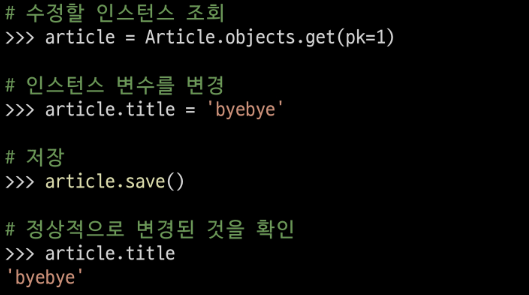 # 수정할 인스턴스 조회
>>> article = Article.objects.get(pk=1)
# 인스턴스 변수를 변경
>>> article.title = 'byebye'
# 저장
>>> article.save()
# 정상적으로 변경된 것을 확인
>>> article.title
'byebye'